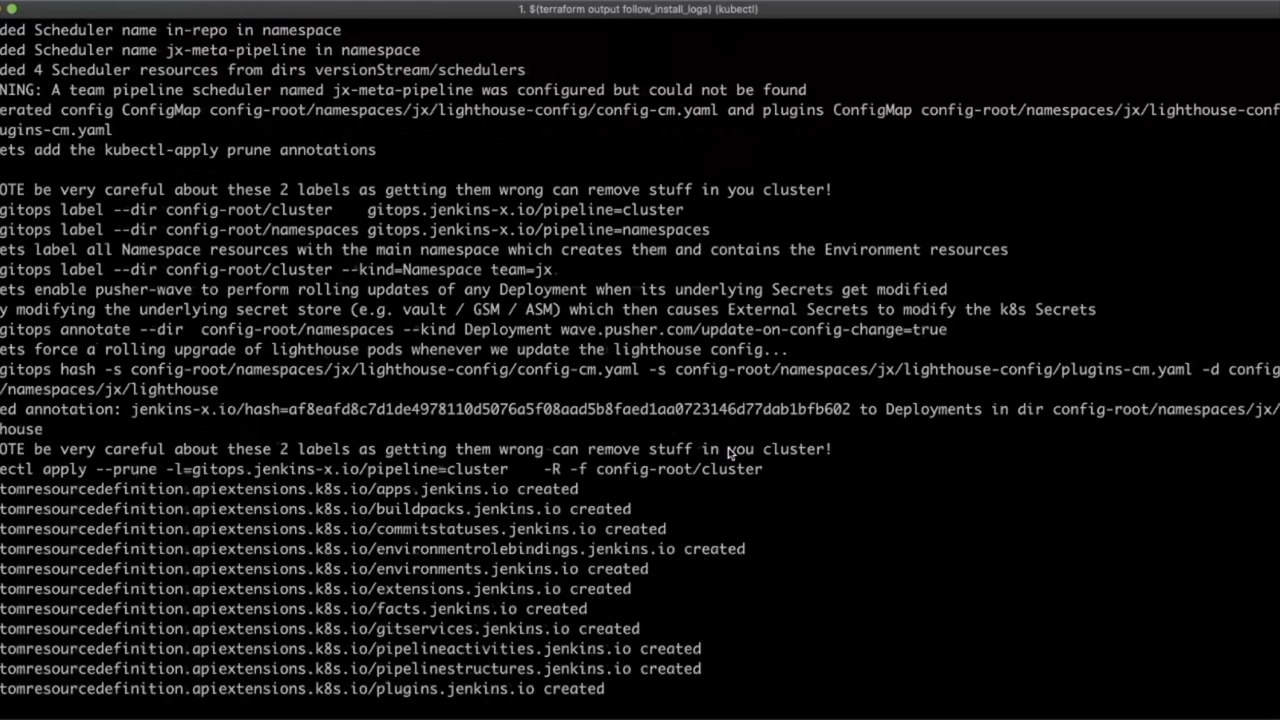 1. $(terraform output follow_install_logs) (kubectl)
ded Scheduler name in-repo in namespace
ded Scheduler name jx-meta-pipeline in namespace
ded 4 Scheduler resources from dirs versionStream/schedulers
NING: A team pipeline scheduler named jx-meta-pipeline was configured but could not be found
erated config ConfigMap config-root/namespaces/jx/lighthouse-config/config-cm.yaml and plugins ConfigMap config-root/namespaces/jx/lighthouse-conf
ugins-cm.yaml
ets add the kubectl-apply prune annotations
OTE be very careful about these 2 labels as getting them wrong can remove stuff in you cluster!
gitops label --dir config-root/cluster    gitops.jenkins-x.io/pipeline=cluster
gitops label --dir config-root/namespaces gitops.jenkins-x.io/pipeline=namespaces
ets label all Namespace resources with the main namespace which creates them and contains the Environment resources
gitops label --dir config-root/cluster --kind=Namespace team=jx
ets enable pusher-wave to perform rolling updates of any Deployment when its underlying Secrets get modified
y modifying the underlying secret store (e.g. vault / GSM / ASM) which then causes External Secrets to modify the k8s Secrets
gitops annotate --dir  config-root/namespaces --kind Deployment wave.pusher.com/update-on-config-change=true
ets force a rolling upgrade of lighthouse pods whenever we update the lighthouse config...
gitops hash -s config-root/namespaces/jx/lighthouse-config/config-cm.yaml -s config-root/namespaces/jx/lighthouse-config/plugins-cm.yaml -d config
/namespaces/jx/lighthouse
ed annotation: jenkins-x.io/hash=af8eafd8c7d1de4978110d5076a5f08aad5b8faed1aa0723146d77dab1bfb602 to Deployments in dir config-root/namespaces/jx/
house
OTE be very careful about these 2 labels as getting them wrong can remove stuff in you cluster!
ectl apply --prune -l=gitops.jenkins-x.io/pipeline=cluster    -R -f config-root/cluster
tomresourcedefinition.apiextensions.k8s.io/apps.jenkins.io created
tomresourcedefinition.apiextensions.k8s.io/buildpacks.jenkins.io created
tomresourcedefinition.apiextensions.k8s.io/commitstatuses.jenkins.io created
tomresourcedefinition.apiextensions.k8s.io/environmentrolebindings.jenkins.io created
tomresourcedefinition.apiextensions.k8s.io/environments.jenkins.io created
tomresourcedefinition.apiextensions.k8s.io/extensions.jenkins.io created
tomresourcedefinition.apiextensions.k8s.io/facts.jenkins.io created
tomresourcedefinition.apiextensions.k8s.io/gitservices.jenkins.io created
tomresourcedefinition.apiextensions.k8s.io/pipelineactivities.jenkins.io created
tomresourcedefinition.apiextensions.k8s.io/pipelinestructures.jenkins.io created
tomresourcedefinition.apiextensions.k8s.io/plugins.jenkins.io created